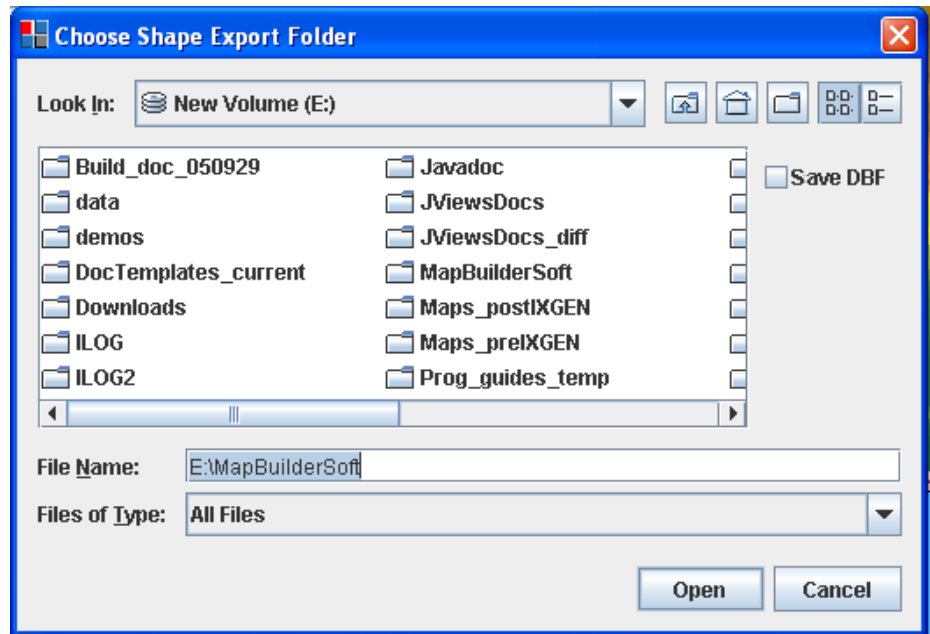 Choose Shape Export Folder
Look In: New Volume (E:)
Build_doc_050929 Javadoc
data JViewsDocs
Save DBF
demos JViewsDocs_diff
DocTemplates_current MapBuilderSoft
Downloads Maps_postIXGEN
ILOG Maps_preIXGEN
ILOG2 Prog_guides_temp
File Name: E:\MapBuilderSoft
Files of Type: All Files
Open Cancel